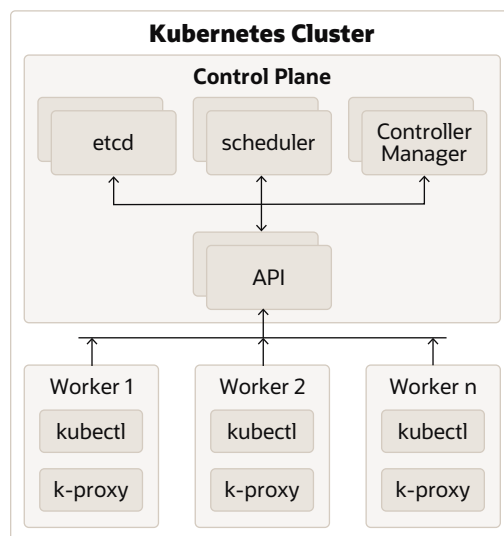 Kubernetes Cluster
Control Plane
etcd
scheduler
Controller
Manager
API
Worker 1
kubectl
k-proxy
Worker 2
kubectl
k-proxy
Worker n
kubectl
k-proxy